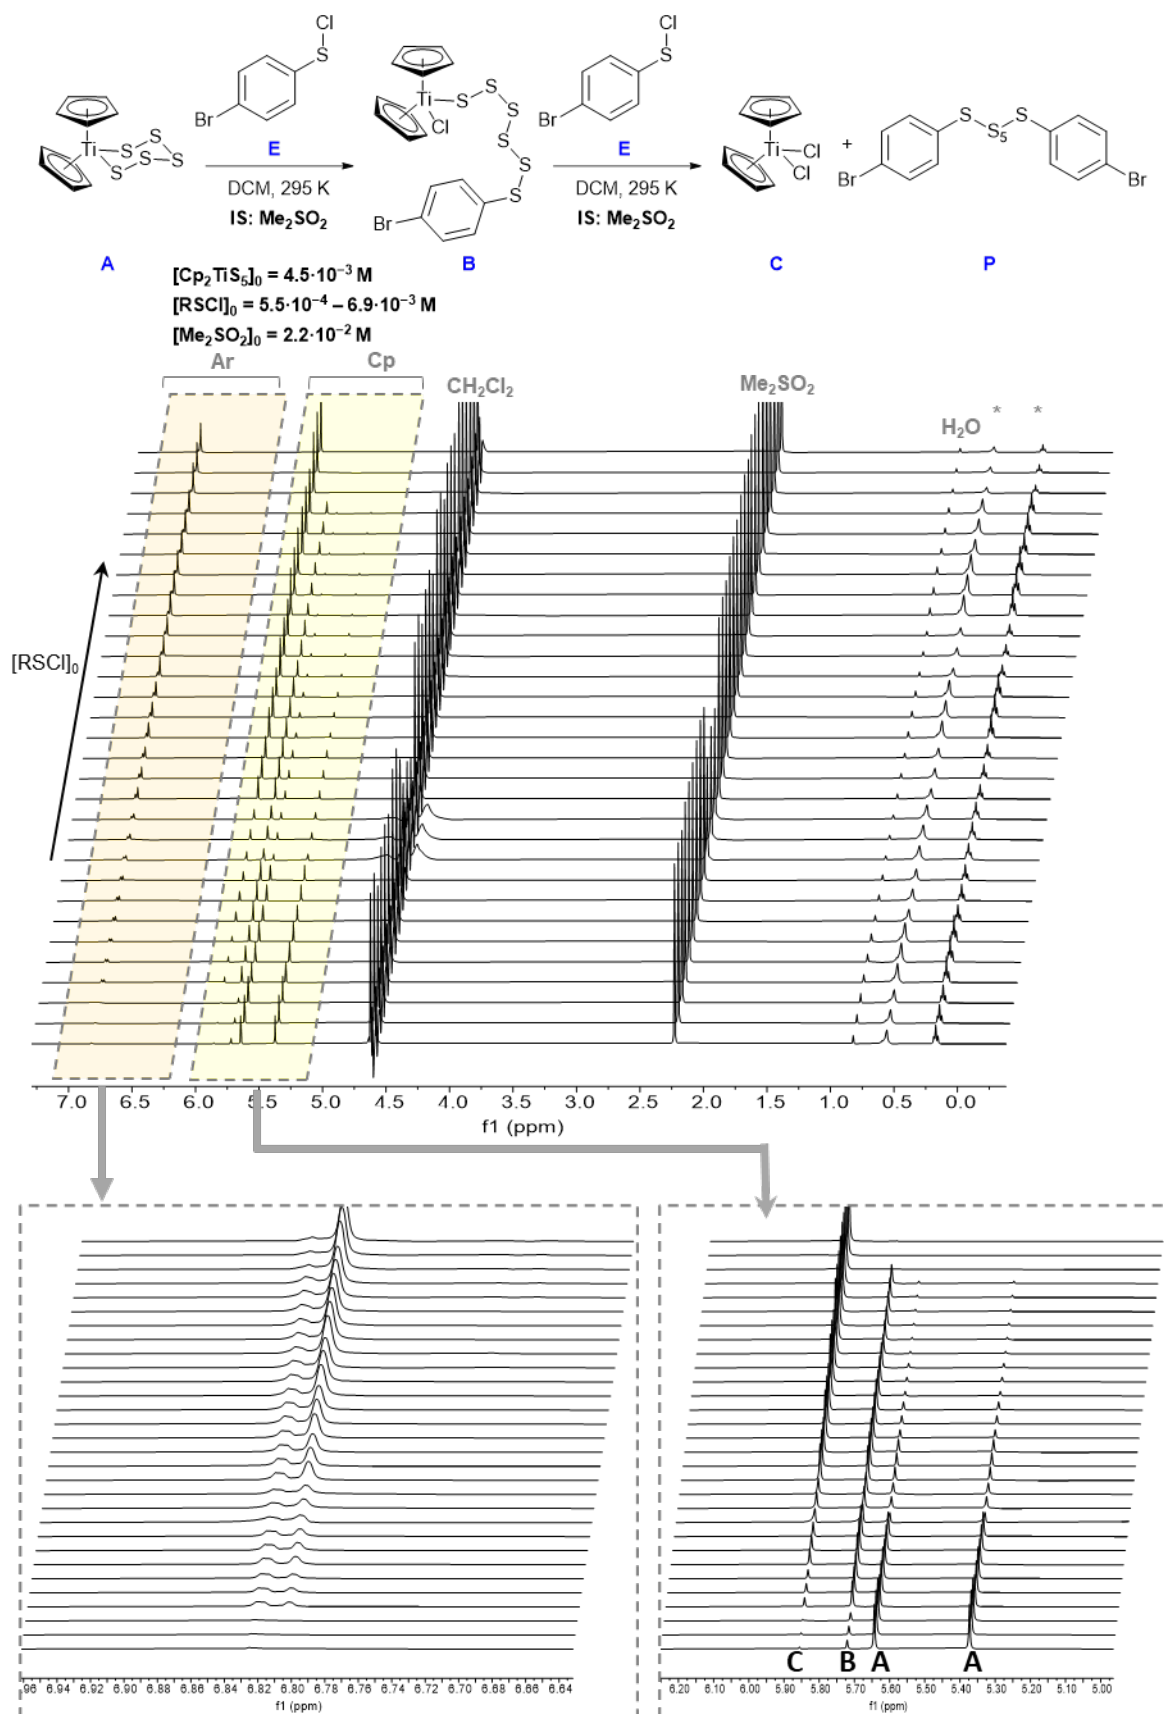 Cl
S
Br
E
DCM, 295 K
IS: Me2SO2
Ti
S
S
S
S
S
A
Ti
Cl
S
S
S
S
S
S
Br
B
Cl
S
Br
E
DCM, 295 K
IS: Me2SO2
Ti
Cl
Cl
C
+
S
S5
S
Br
Br
P
[Cp2TiS5]0 = 4.5·10−3 M
[RSCl]0 = 5.5·10−4 – 6.9·10−3 M
[Me2SO2]0 = 2.2·10−2 M
Ar
Cp
CH2Cl2
Me2SO2
H2O
*
*
[RSCl]0
7.0 6.5 6.0 5.5 5.0 4.5 4.0 3.5 3.0 2.5 2.0 1.5 1.0 0.5 0.0
f1 (ppm)
96 6.94 6.92 6.90 6.88 6.86 6.84 6.82 6.80 6.78 6.76 6.74 6.72 6.70 6.68 6.66 6.64
f1 (ppm)
C B A A
6.20 6.10 6.00 5.90 5.80 5.70 5.60 5.50 5.40 5.30 5.20 5.10 5.00
f1 (ppm)